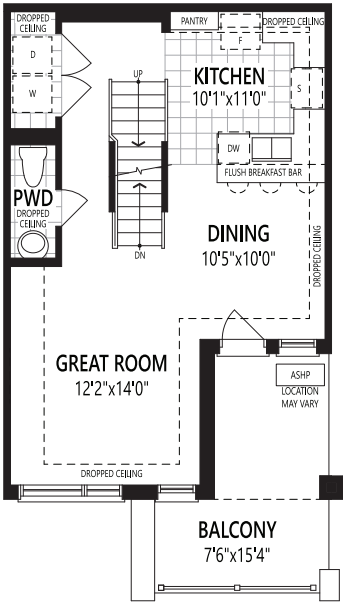 DROPPED
CEILING
PANTRY
DROPPED CEILING
F
D
W
UP
KITCHEN
10'1"x11'0"
S
DW
FLUSH BREAKFAST BAR
PWD
DROPPED
CEILING
DINING
10'5"x10'0"
DROPPED CEILING
DN
GREAT ROOM
12'2"x14'0"
ASHP
LOCATION
MAY VARY
DROPPED CEILING
BALCONY
7'6"x15'4"